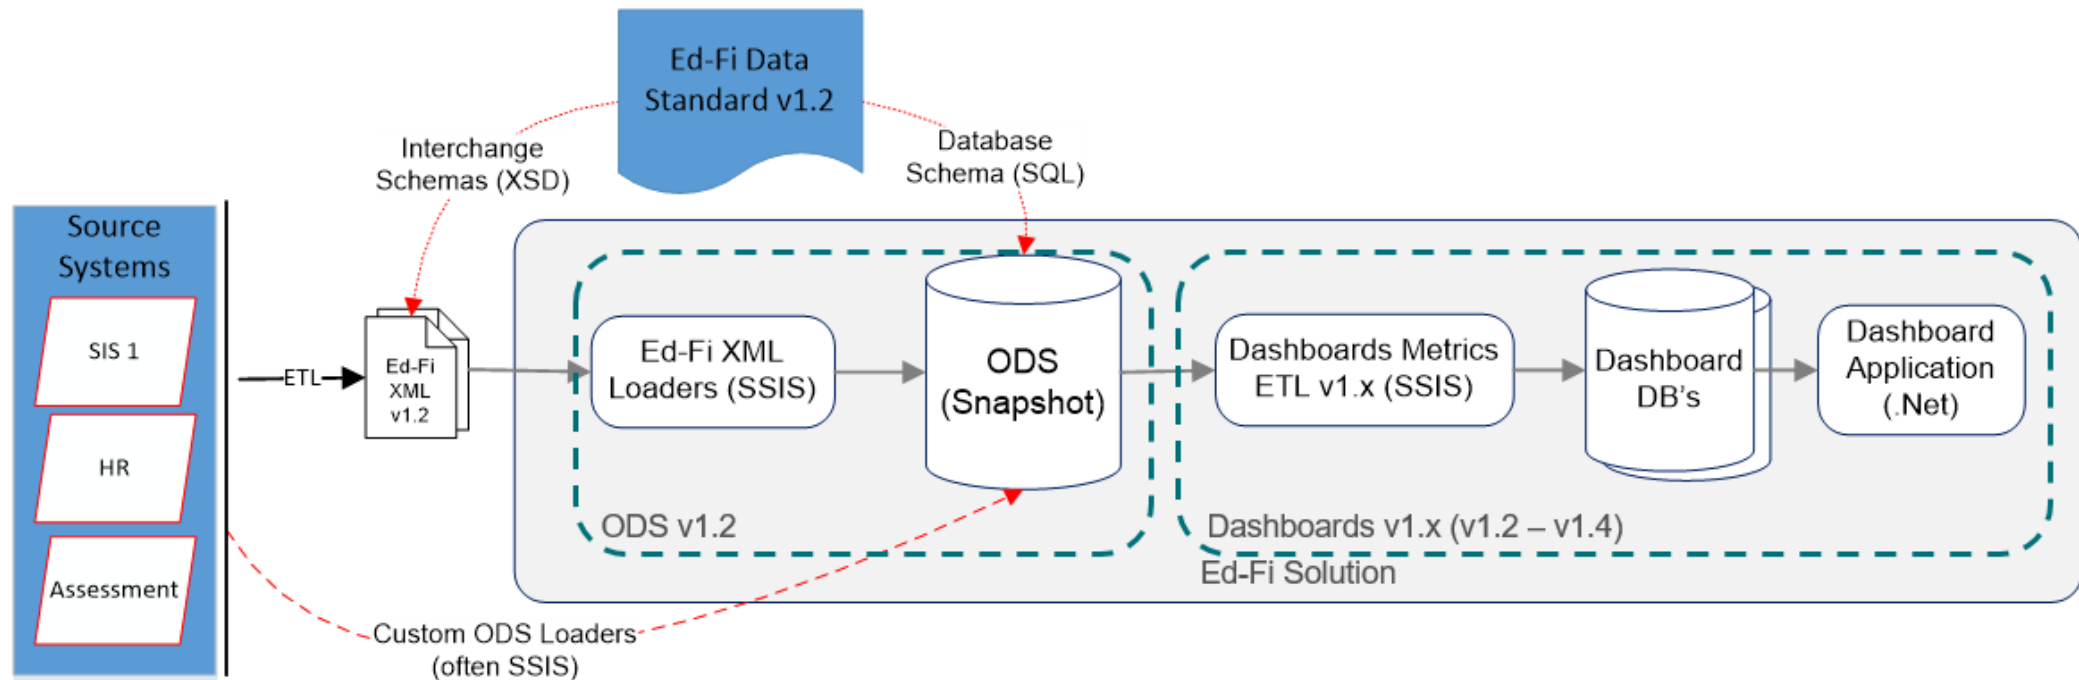 Ed-Fi Data
Standard v1.2
Interchange
Schemas (XSD)
Database
Schema (SQL)
Source
Systems
SIS 1
HR
Assessment
ETL
Ed-Fi
XML
v1.2
Ed-Fi XML
Loaders (SSIS)
ODS
(Snapshot)
ODS v1.2
Dashboards Metrics
ETL v1.x (SSIS)
Dashboard
DB's
Dashboard
Application
(.Net)
Dashboards v1.x (v1.2 – v1.4)
Ed-Fi Solution
Custom ODS Loaders
(often SSIS)